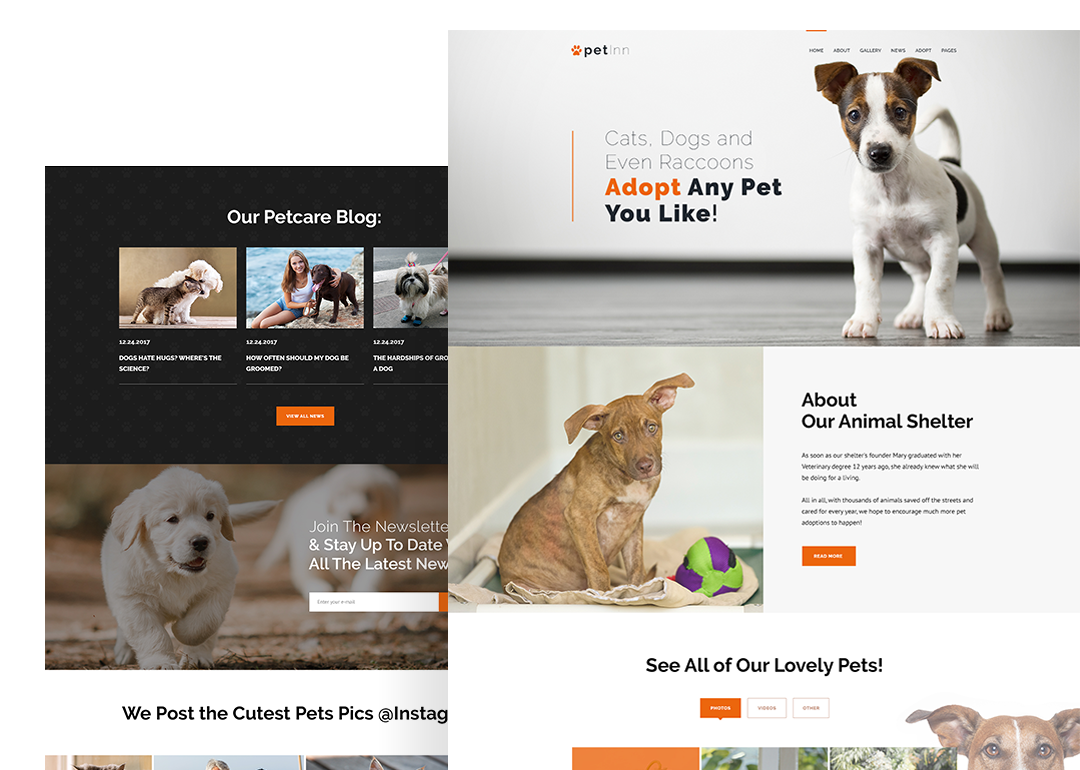 petInn
HOME ABOUT GALLERY NEWS ADOPT PAGES
Cats, Dogs and
Even Raccoons
Adopt Any Pet
You Like!
About
Our Animal Shelter
As soon as our shelter's founder Mary graduated with her
Veterinary degree 12 years ago, she already knew what she will
be doing for a living.
All in all, with thousands of animals saved off the streets and
cared for every year, we hope to encourage much more pet
adoptions to happen!
READ MORE
See All of Our Lovely Pets!
PHOTOS VIDEOS OTHER
Our Petcare Blog:
12.24.2017
DOGS HATE HUGS? WHERE'S THE
SCIENCE?
12.24.2017
HOW OFTEN SHOULD MY DOG BE
GROOMED?
12.24.2017
THE HARDSHIPS OF GRO
A DOG
VIEW ALL NEWS
Join The Newslette
& Stay Up To Date
All The Latest New
Enter your e-mail
We Post the Cutest Pets Pics @Instag